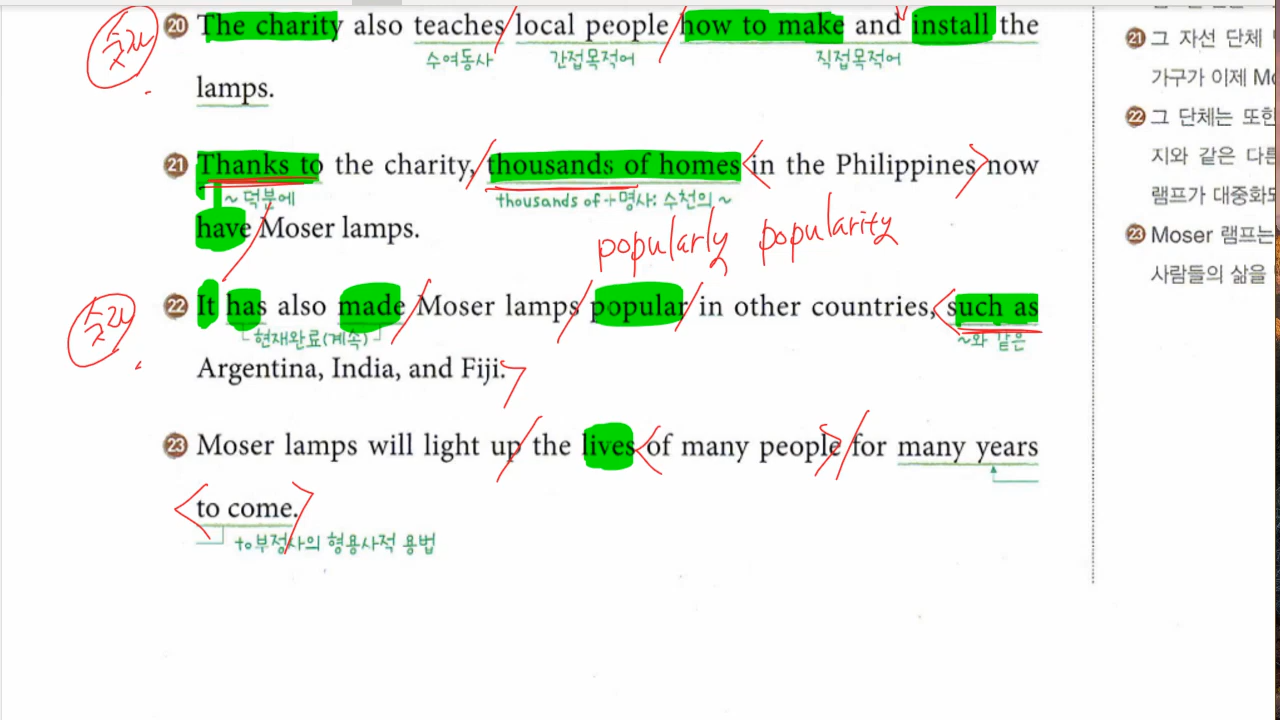 숫자
20 The charity also teaches local people how to make and install the
수여동사 간접목적어 직접목적어
lamps.
21 Thanks to the charity, thousands of homes in the Philippines now
~ 덕분에 thousands of+명사: 수천의 ~
have Moser lamps.
popularly popularity
숫자
22 It has also made Moser lamps popular in other countries, such as
현재완료(계속) ~와 같은
Argentina, India, and Fiji.
23 Moser lamps will light up the lives of many people for many years
to come.
to부정사의 형용사적 용법
21 그 자선 단체
가구가 이제
22 그 단체는 또한
지와 같은 다른
램프가 대중화되
23 Moser 램프는
사람들의 삶을